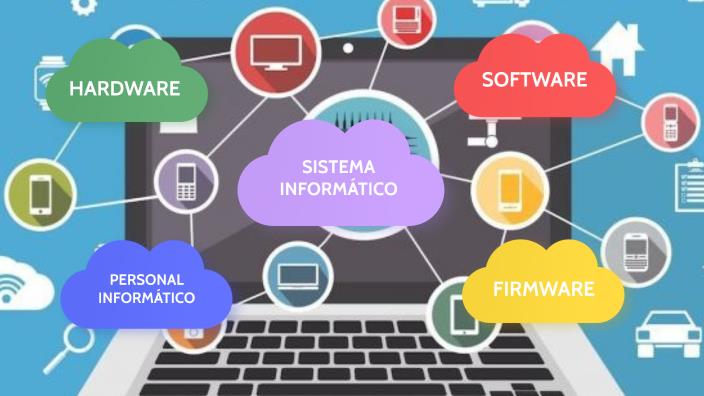 HARDWARE
SOFTWARE
SISTEMA
INFORMÁTICO
PERSONAL
INFORMÁTICO
FIRMWARE